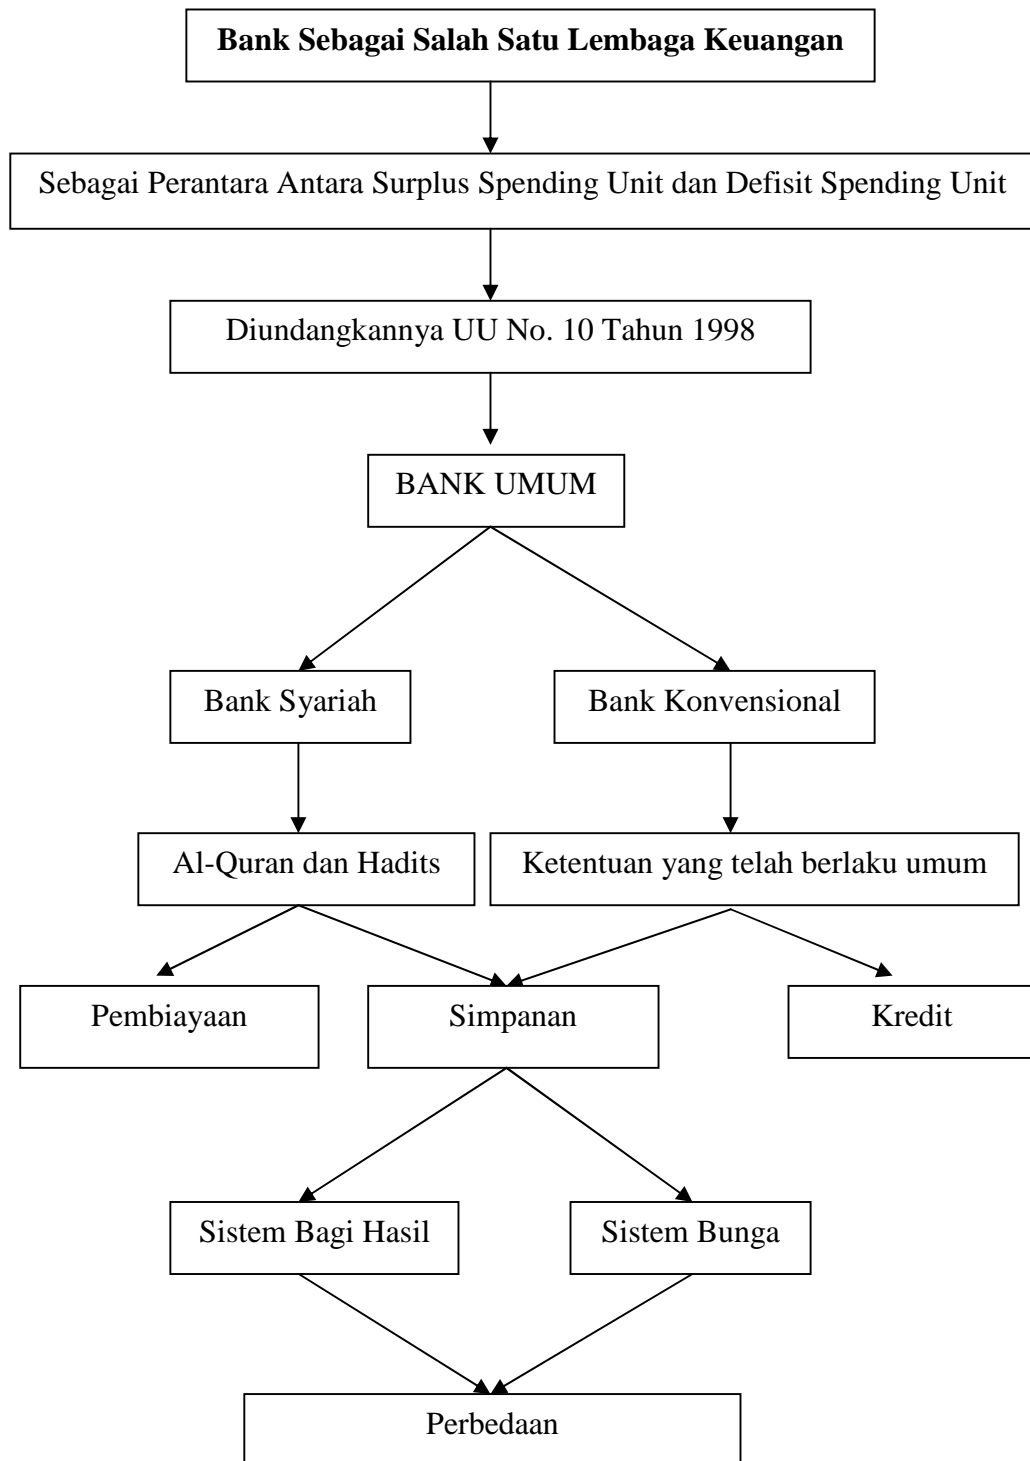 Bank Sebagai Salah Satu Lembaga Keuangan
Sebagai Perantara Antara Surplus Spending Unit dan Defisit Spending Unit
Diundangkannya UU No. 10 Tahun 1998
BANK UMUM
Bank Syariah
Bank Konvensional
Al-Quran dan Hadits
Ketentuan yang telah berlaku umum
Pembiayaan
Simpanan
Kredit
Sistem Bagi Hasil
Sistem Bunga
Perbedaan